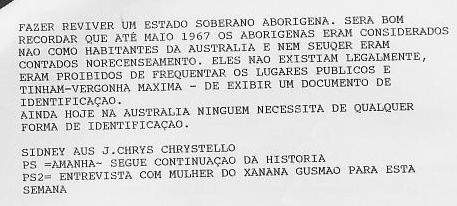 FAZER REVIVER UM ESTADO SOBERANO ABORIGENA. SERA BOM
RECORDAR QUE ATÉ MAIO 1967 OS ABORIGENAS ERAM CONSIDERADOS
NAO COMO HABITANTES DA AUSTRALIA E NEM SEUQER ERAM
CONTADOS NORECENSEAMENTO. ELES NAO EXISTIAM LEGALMENTE,
ERAM PROIBIDOS DE FREQUENTAR OS LUGARES PUBLICOS E
TINHAM-VERGONHA MAXIMA - DE EXIBIR UM DOCUMENTO DE
IDENTIFICAÇAO.
AINDA HOJE NA AUSTRALIA NINGUEM NECESSITA DE QUALQUER
FORMA DE IDENTIFICAÇAO.
SIDNEY AUS J.CHRYS CHRYSTELLO
PS =AMANHA- SEGUE CONTINUAÇAO DA HISTORIA
PS2= ENTREVISTA COM MULHER DO XANANA GUSMAO PARA ESTA
SEMANA